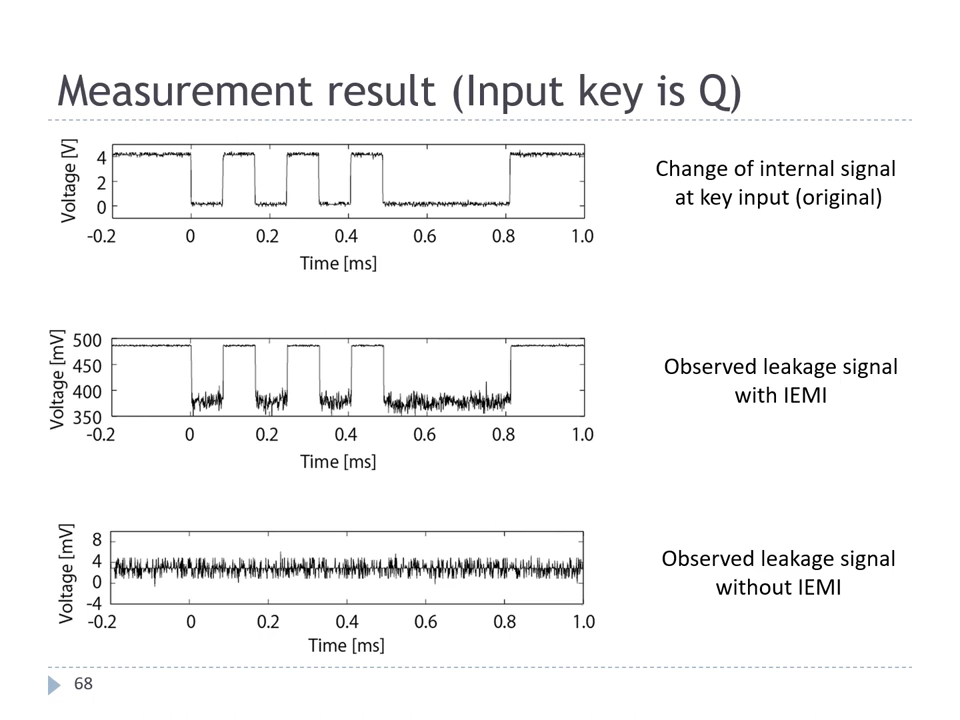 Measurement result (Input key is Q)
Voltage [V]
4
2
0
-0.2 0 0.2 0.4 0.6 0.8 1.0
Time [ms]
Change of internal signal
at key input (original)
Voltage [mV]
500
450
400
350
-0.2 0 0.2 0.4 0.6 0.8 1.0
Time [ms]
Observed leakage signal
with IEMI
Voltage [mV]
8
4
0
-4
-0.2 0 0.2 0.4 0.6 0.8 1.0
Time [ms]
Observed leakage signal
without IEMI
68